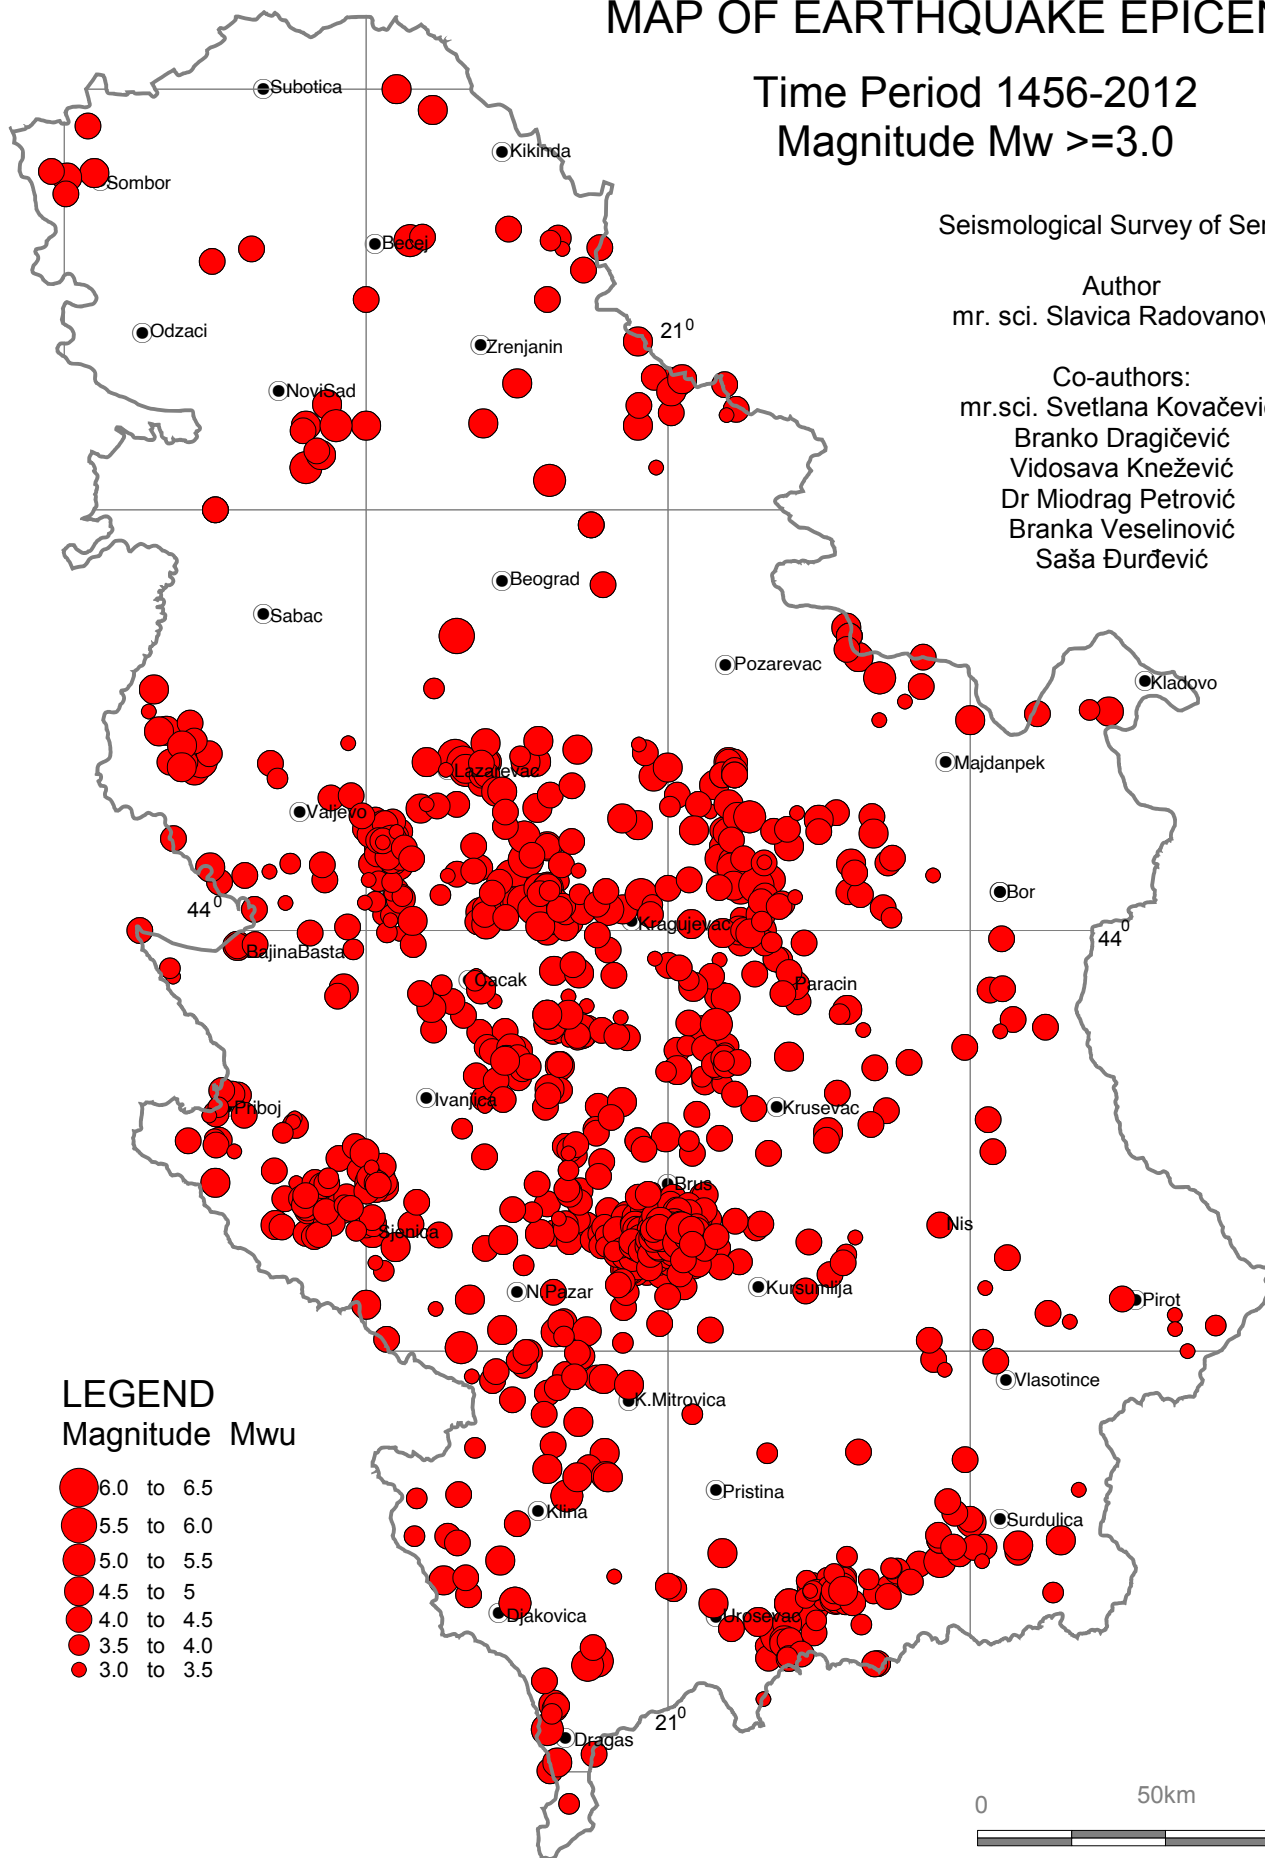 MAP OF EARTHQUAKE EPICEN
Time Period 1456-2012
Magnitude Mw >=3.0
Seismological Survey of Ser
Author
mr. sci. Slavica Radovanov
Co-authors:
mr.sci. Svetlana Kovačevi
Branko Dragičević
Vidosava Knežević
Dr Miodrag Petrović
Branka Veselinović
Saša Đurđević
Subotica
Kikinda
Sombor
Becej
Odzaci
21⁰
Zrenjanin
NoviSad
Beograd
Sabac
Pozarevac
Kladovo
Majdanpek
Lazarevac
Valjevo
Bor
44⁰
Kragujevac
44⁰
BajinaBasta
Cacak
Paracin
Ivanjica
Priboj
Krusevac
Brus
Nis
Sjenica
N.Pazar
Kursumlija
Pirot
Vlasotince
K.Mitrovica
Pristina
Klina
Surdulica
Djakovica
Urosevac
21⁰
Dragas
LEGEND
Magnitude Mwu
6.0 to 6.5
5.5 to 6.0
5.0 to 5.5
4.5 to 5
4.0 to 4.5
3.5 to 4.0
3.0 to 3.5
0 50km